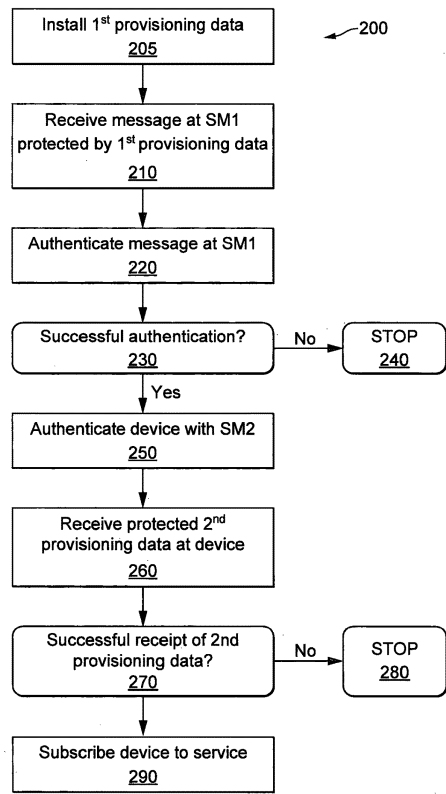 Install 1st provisioning data
205
200
Receive message at SM1
protected by 1st provisioning data
210
Authenticate message at SM1
220
Successful authentication?
230
No
STOP
240
Yes
Authenticate device with SM2
250
Receive protected 2nd
provisioning data at device
260
Successful receipt of 2nd
provisioning data?
270
No
STOP
280
Subscribe device to service
290